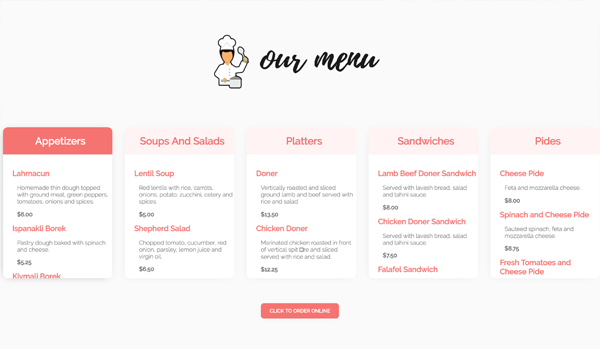 our menu
Appetizers
Lahmacun
Homemade thin dough topped
with ground meat, green peppers,
tomatoes, onions and spices.
$6.00
Ispanakli Borek
Pastry dough baked with spinach
and cheese.
$5.25
Kiymali Borek
Soups And Salads
Lentil Soup
Red lentils with rice, carrots,
onions, potato, zucchini, celery and
spices.
$5.00
Shepherd Salad
Chopped tomato, cucumber, red
onion, parsley, lemon juice and
virgin oil.
$6.50
Platters
Doner
Vertically roasted and sliced
ground lamb and beef served with
rice and salad
$13.50
Chicken Doner
Marinated chicken roasted in front
of vertical spit re and sliced
served with rice and salad.
$12.25
Sandwiches
Lamb Beef Doner Sandwich
Served with lavash bread, salad
and tahini sauce.
$8.00
Chicken Doner Sandwich
Served with lavash bread, salad
and tahini sauce.
$7.50
Falafel Sandwich
Pides
Cheese Pide
Feta and mozzarella cheese.
$8.00
Spinach and Cheese Pide
Sauteed spinach, feta and
mozzarella cheese.
$8.75
Fresh Tomatoes and
Cheese Pide
CLICK TO ORDER ONLINE